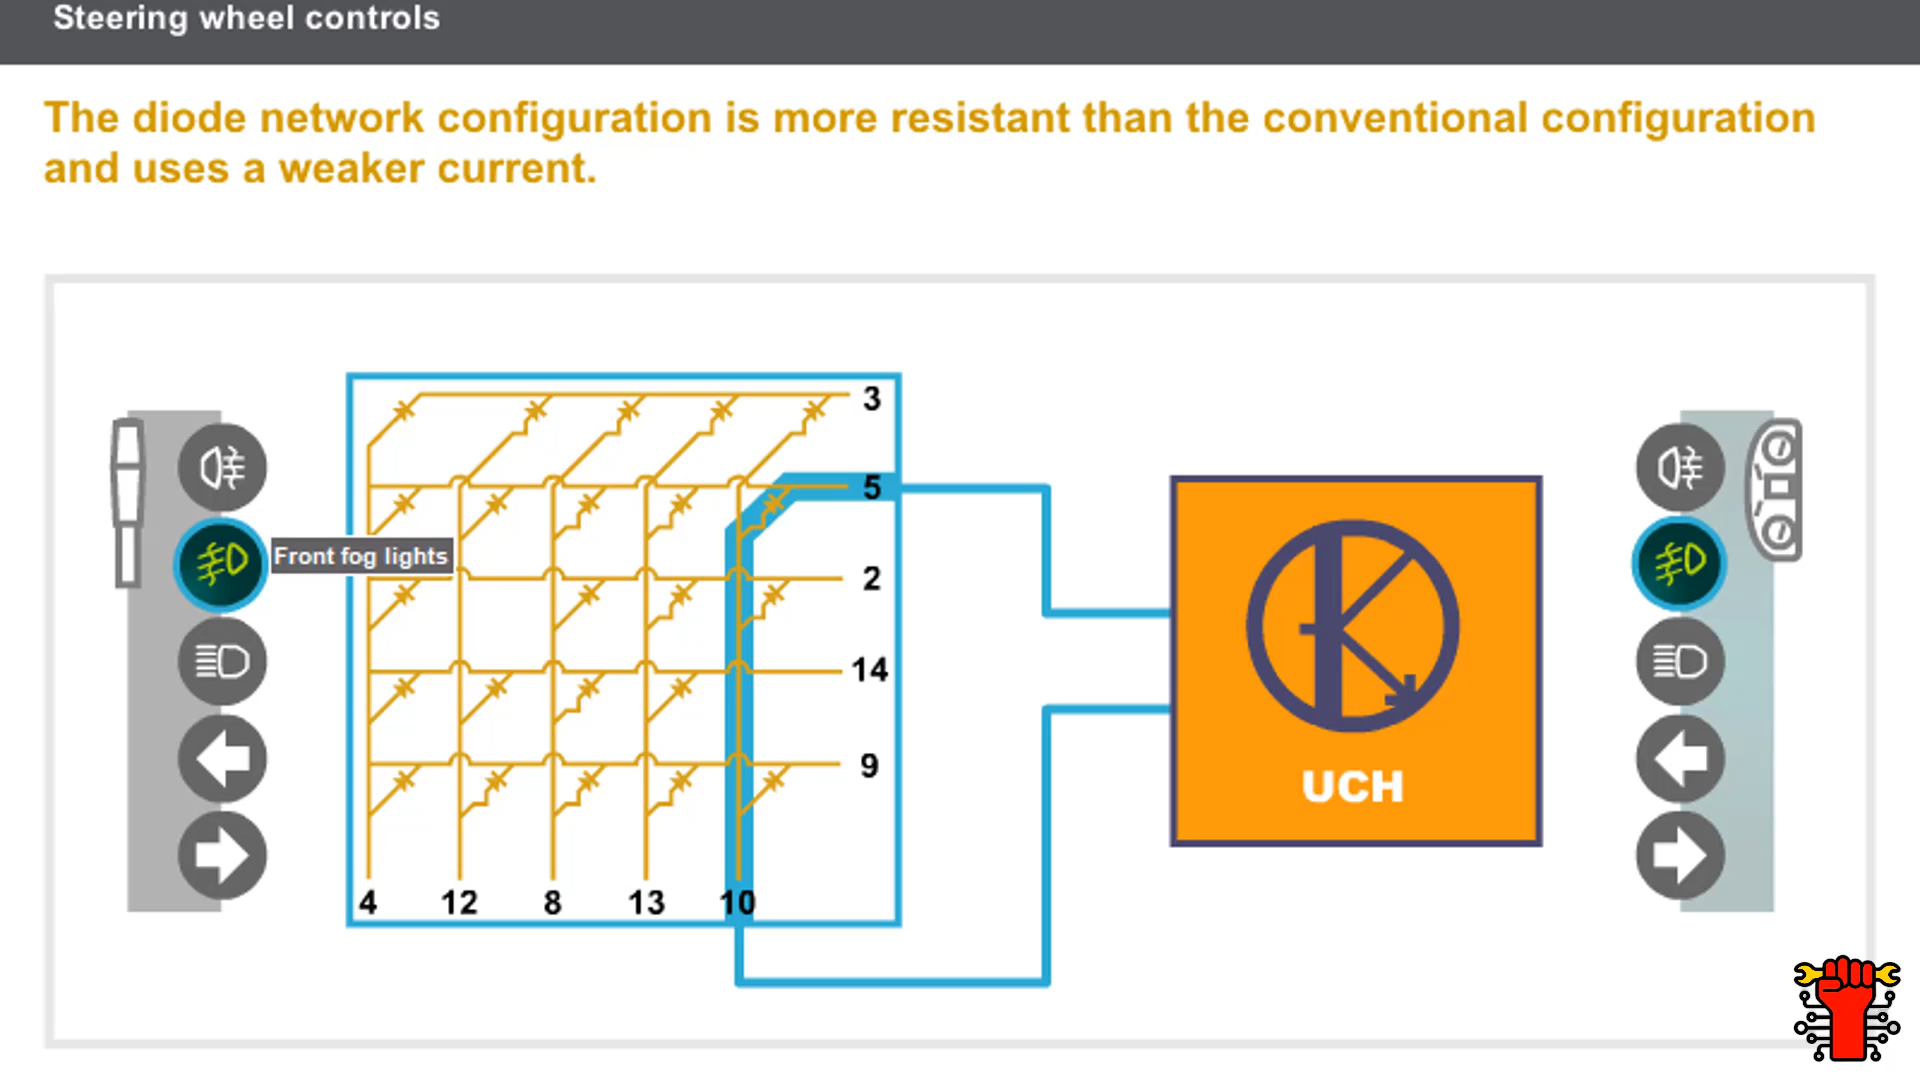 Steering wheel controls
The diode network configuration is more resistant than the conventional configuration
and uses a weaker current.
3
5
Front fog lights
2
14
9
UCH
4 12 8 13 10